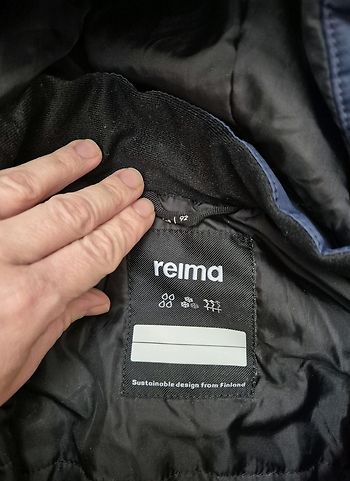 92
reima
Sustainable design from Finland